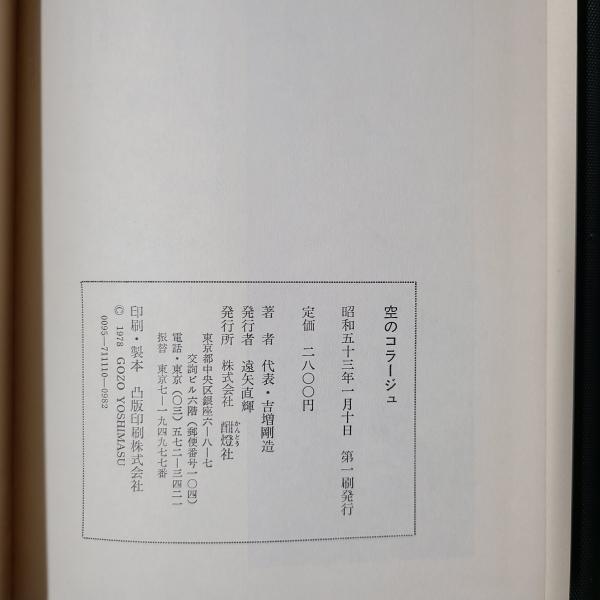 空のコラージュ
昭和五十三年一月十日　第一刷発行
定価　二八〇〇円
著　者　代表・吉増剛造
発行者　遠矢直輝
発行所　株式会社　酣燈社
かんとう
東京都中央区銀座六―八―七
交詢ビル六階（郵便番号一〇四）
電話・東京（〇三）五七二―三四二一
振替　東京七―一九四九七七番
印刷・製本　凸版印刷株式会社
© 1978 GOZO YOSHIMASU
0095―711110―0982